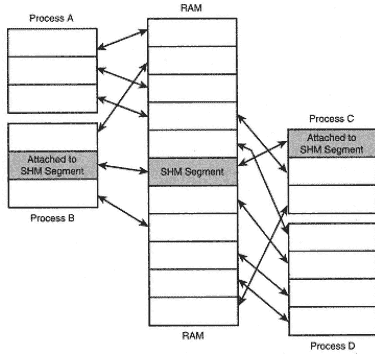 RAM
Process A
Process C
Attached to
SHM Segment
Attached to
SHM Segment
SHM Segment
Process B
RAM
Process D